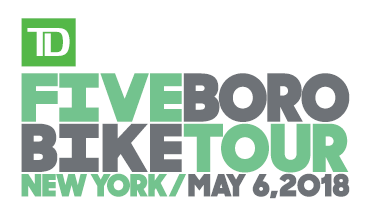 TD
FIVEBORO
BIKETOUR
NEW YORK/MAY 6,2018